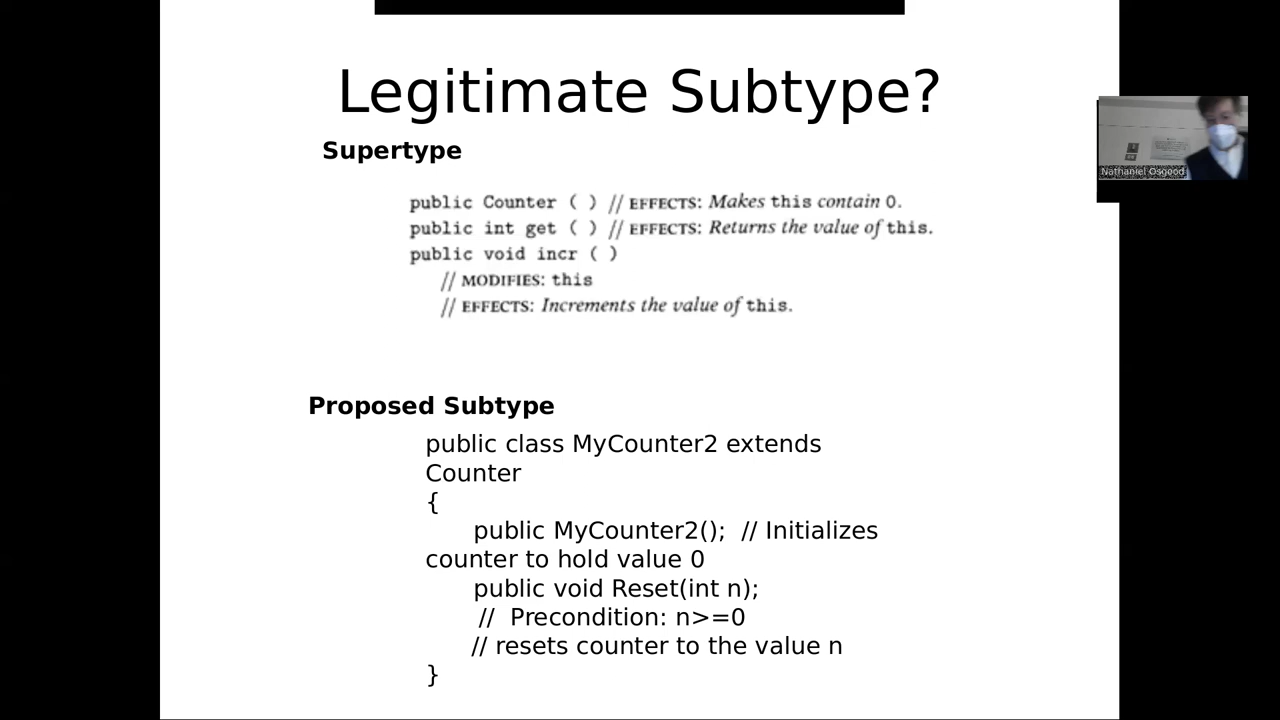 Legitimate Subtype?
Supertype
public Counter ( ) // EFFECTS: Makes this contain 0.
public int get ( ) // EFFECTS: Returns the value of this.
public void incr ( )
// MODIFIES: this
// EFFECTS: Increments the value of this.
Nathaniel Osgood
Proposed Subtype
public class MyCounter2 extends
Counter
{
public MyCounter2();  // Initializes
counter to hold value 0
public void Reset(int n);
//  Precondition: n>=0
// resets counter to the value n
}